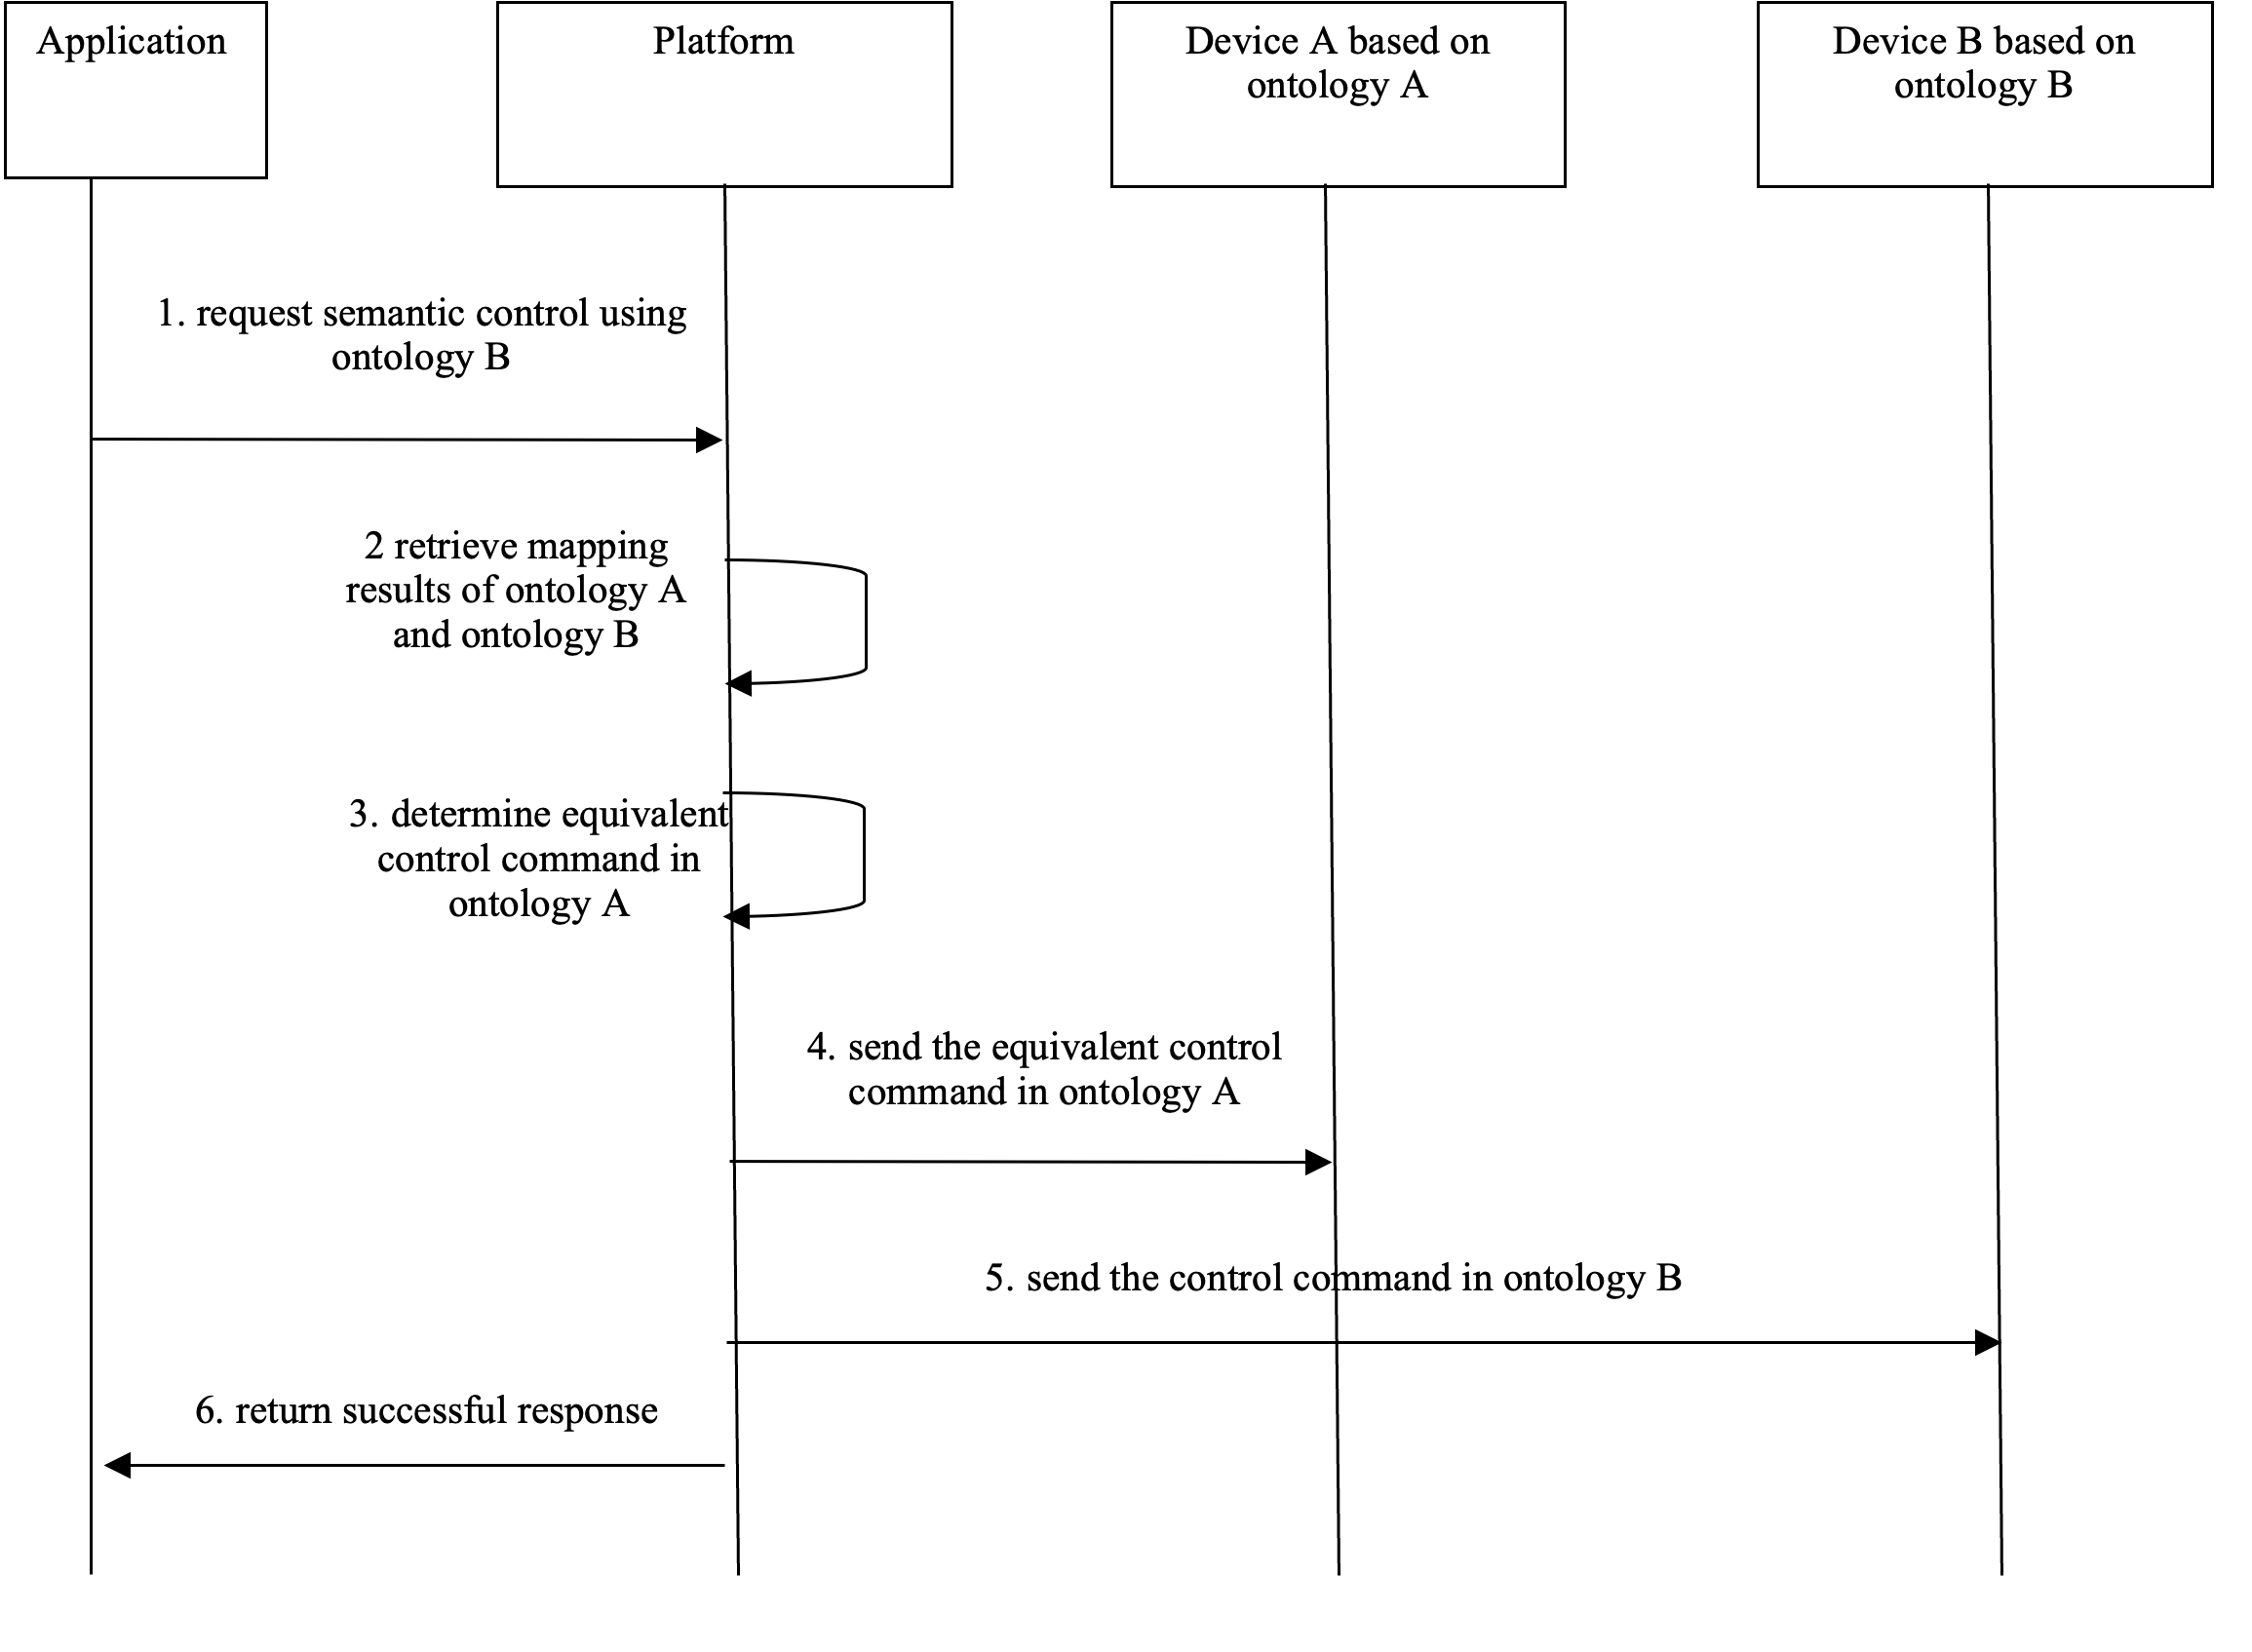 Application
Platform
Device A based on
ontology A
Device B based on
ontology B
1. request semantic control using
ontology B
2 retrieve mapping
results of ontology A
and ontology B
3. determine equivalent
control command in
ontology A
4. send the equivalent control
command in ontology A
5. send the control command in ontology B
6. return successful response